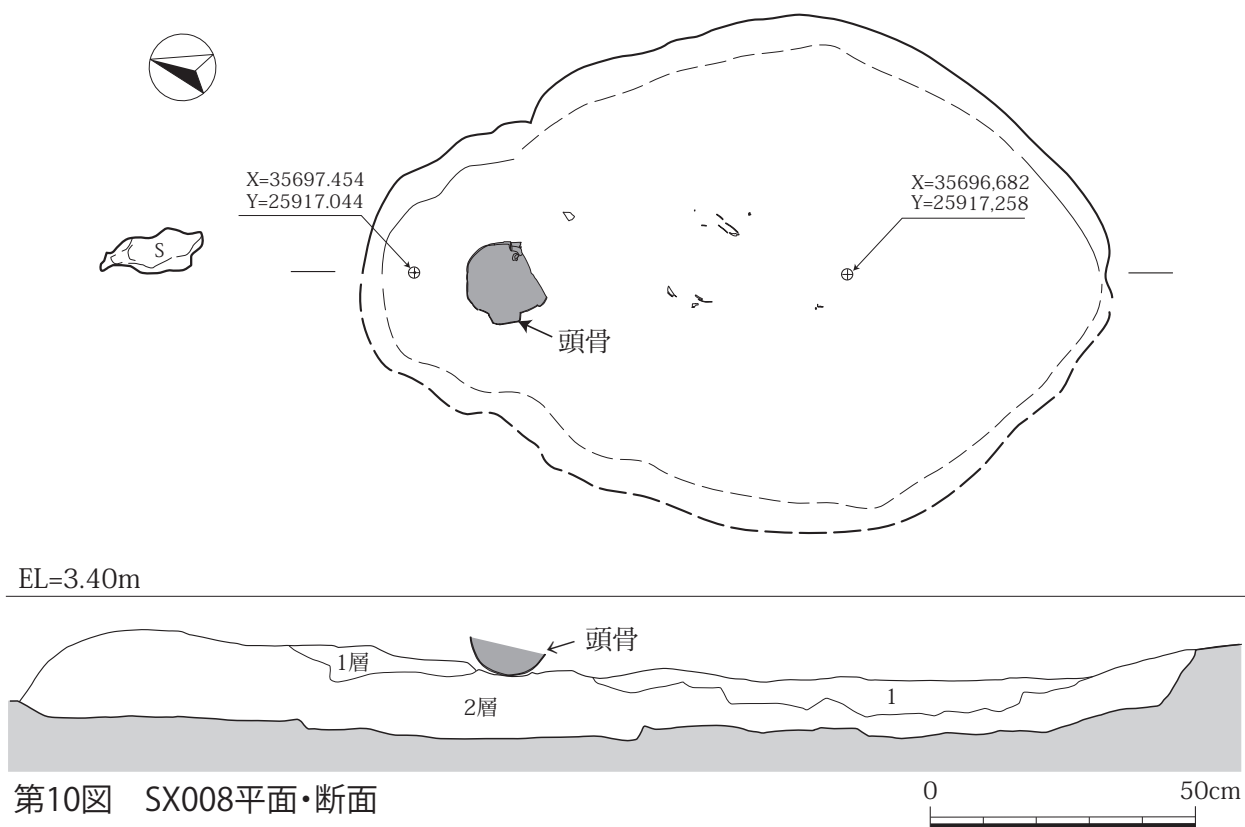 X=35697.454
Y=25917.044
X=35696,682
Y=25917,258
S
頭骨
EL=3.40m
頭骨
1層
1
2層
第10図 SX008平面・断面
0 50cm